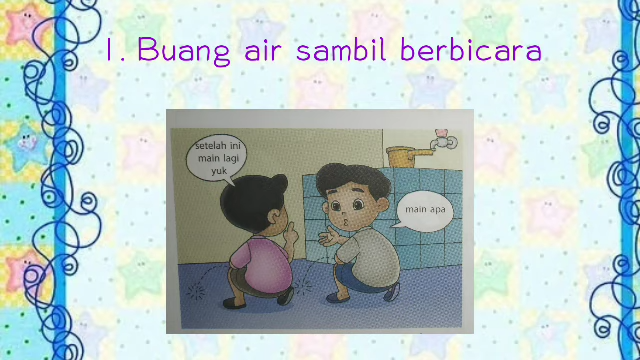 1. Buang air sambil berbicara
setelah ini
main lagi
yuk
main apa